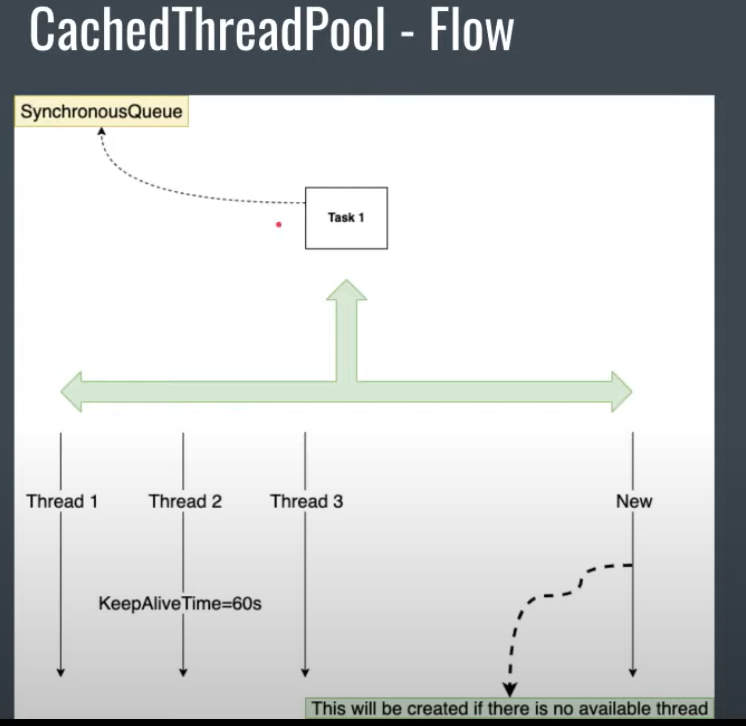 CachedThreadPool - Flow
SynchronousQueue
Task 1
Thread 1
Thread 2
Thread 3
New
KeepAliveTime=60s
This will be created if there is no available thread